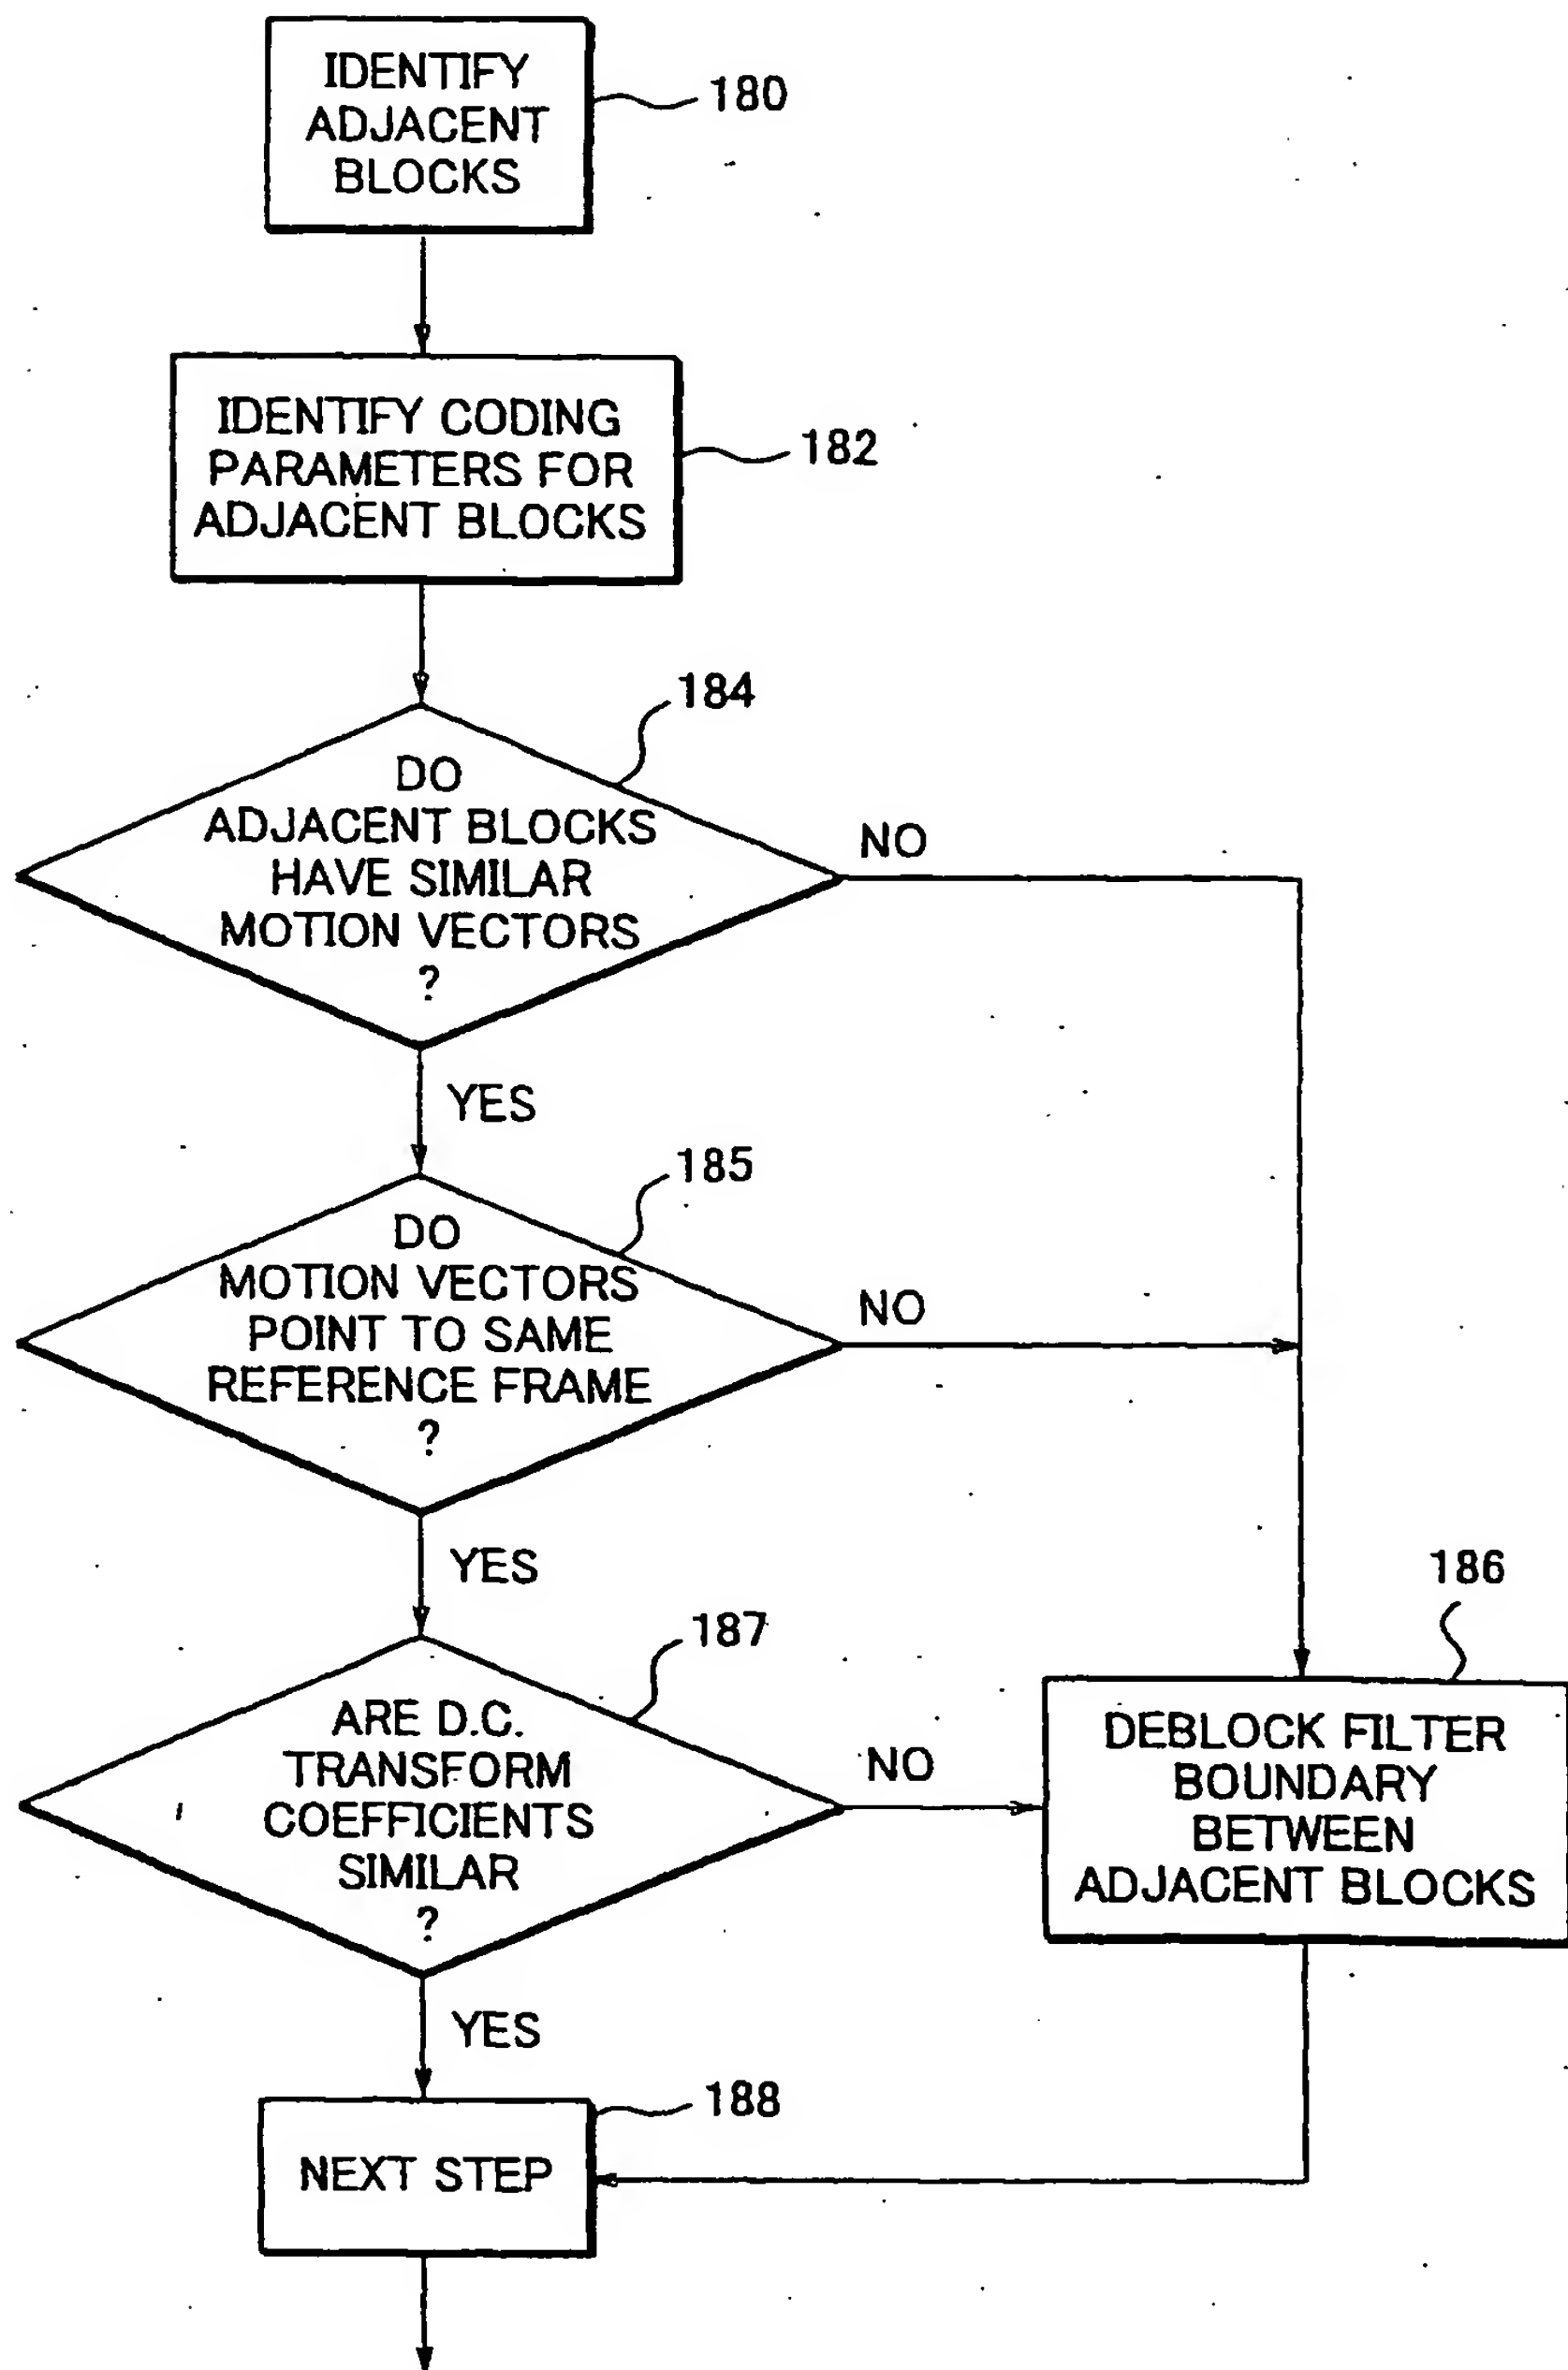 IDENTIFY
ADJACENT
BLOCKS
180
IDENTIFY CODING
PARAMETERS FOR
ADJACENT BLOCKS
182
184
DO
ADJACENT BLOCKS
HAVE SIMILAR
MOTION VECTORS
?
NO
YES
185
DO
MOTION VECTORS
POINT TO SAME
REFERENCE FRAME
?
NO
YES
187
ARE D.C.
TRANSFORM
COEFFICIENTS
SIMILAR
?
NO
186
DEBLOCK FILTER
BOUNDARY
BETWEEN
ADJACENT BLOCKS
YES
188
NEXT STEP